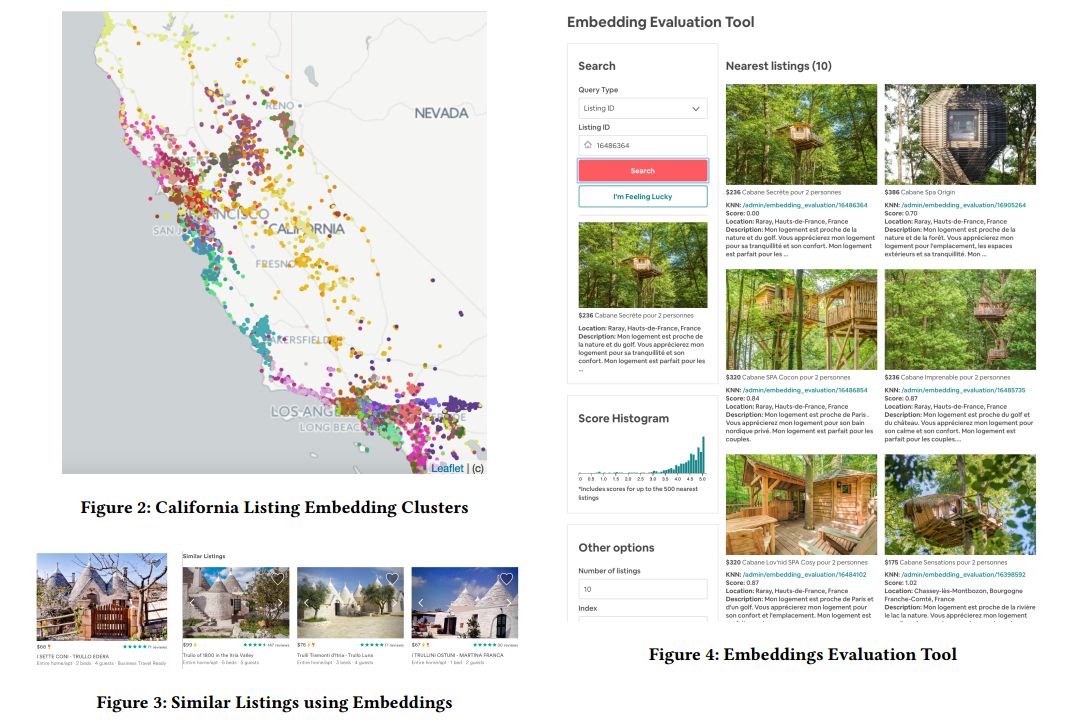 RENO
NEVADA
SAN J
CALIFORNIA
FRESNO
AKERSFIELD
LOS ANGE
LONG BEAC
Leaflet | (c)
Figure 2: California Listing Embedding Clusters
Similar Listings
$68
71 reviews
I SETTE CONI - TRULLO EDERA
Entire home/apt · 2 beds · 4 guests · Business Travel Ready
$99
147 reviews
Trullo of 1800 in the Itria Valley
Entire home/apt · 5 beds · 5 guests
$76
17 reviews
Trulli Tramonti d'Itria - Trullo Luna
Entire home/apt · 3 beds · 4 guests
$67
50 reviews
I TRULLINI OSTUNI - MARTINA FRANCA
Entire home/apt · 1 bed · 2 guests
Figure 3: Similar Listings using Embeddings
Embedding Evaluation Tool
Search
Query Type
Listing ID
Listing ID
16486364
Search
I'm Feeling Lucky
$236 Cabane Secrète pour 2 personnes
Location: Raray, Hauts-de-France, France
Description: Mon logement est proche de
la nature et du golf. Vous apprécierez mon
logement pour sa tranquillité et son
confort. Mon logement est parfait pour les
...
Score Histogram
0 0.5 1.0 1.5 2.0 2.5 3.0 3.5 4.0 4.5 5.0
*Includes scores for up to the 500 nearest
listings
Other options
Number of listings
10
Index
Nearest listings (10)
$236 Cabane Secrète pour 2 personnes
KNN: /admin/embedding_evaluation/16486364
Score: 0.00
Location: Raray, Hauts-de-France, France
Description: Mon logement est proche de la
nature et du golf. Vous apprécierez mon logement
pour sa tranquillité et son confort. Mon logement
est parfait pour les ...
$386 Cabane Spa Origin
KNN: /admin/embedding_evaluation/16905264
Score: 0.70
Location: Raray, Hauts-de-France, France
Description: Mon logement est proche de la
nature et de la forêt. Vous apprécierez mon
logement pour l'emplacement, les espaces
extérieurs et sa tranquilité. Mon ...
$320 Cabane SPA Cocon pour 2 personnes
KNN: /admin/embedding_evaluation/16486854
Score: 0.84
Location: Raray, Hauts-de-France, France
Description: Mon logement est proche de Paris .
Vous apprécierez mon logement pour son bain
nordique privé. Mon logement est parfait pour les
couples.
$236 Cabane Imprenable pour 2 personnes
KNN: /admin/embedding_evaluation/16485735
Score: 0.87
Location: Raray, Hauts-de-France, France
Description: Mon logement est proche du golf et
du château. Vous apprécierez mon logement pour
son calme et son confort. Mon logement est
parfait pour les couples....
$320 Cabane Lov'nid SPA Cosy pour 2 personnes
KNN: /admin/embedding_evaluation/16484102
Score: 0.87
Location: Raray, Hauts-de-France, France
Description: Mon logement est proche de Paris et
d'un golf. Vous apprécierez mon logement pour
son confort et l'emplacement. Mon logement est
$175 Cabane Sensations pour 2 personnes
KNN: /admin/embedding_evaluation/16398592
Score: 1.02
Location: Chassey-lès-Montbozon, Bourgogne
Franche-Comté, France
Description: Mon logement est proche de la rivière
le lac la nature. Vous apprécierez mon logement
Figure 4: Embeddings Evaluation Tool